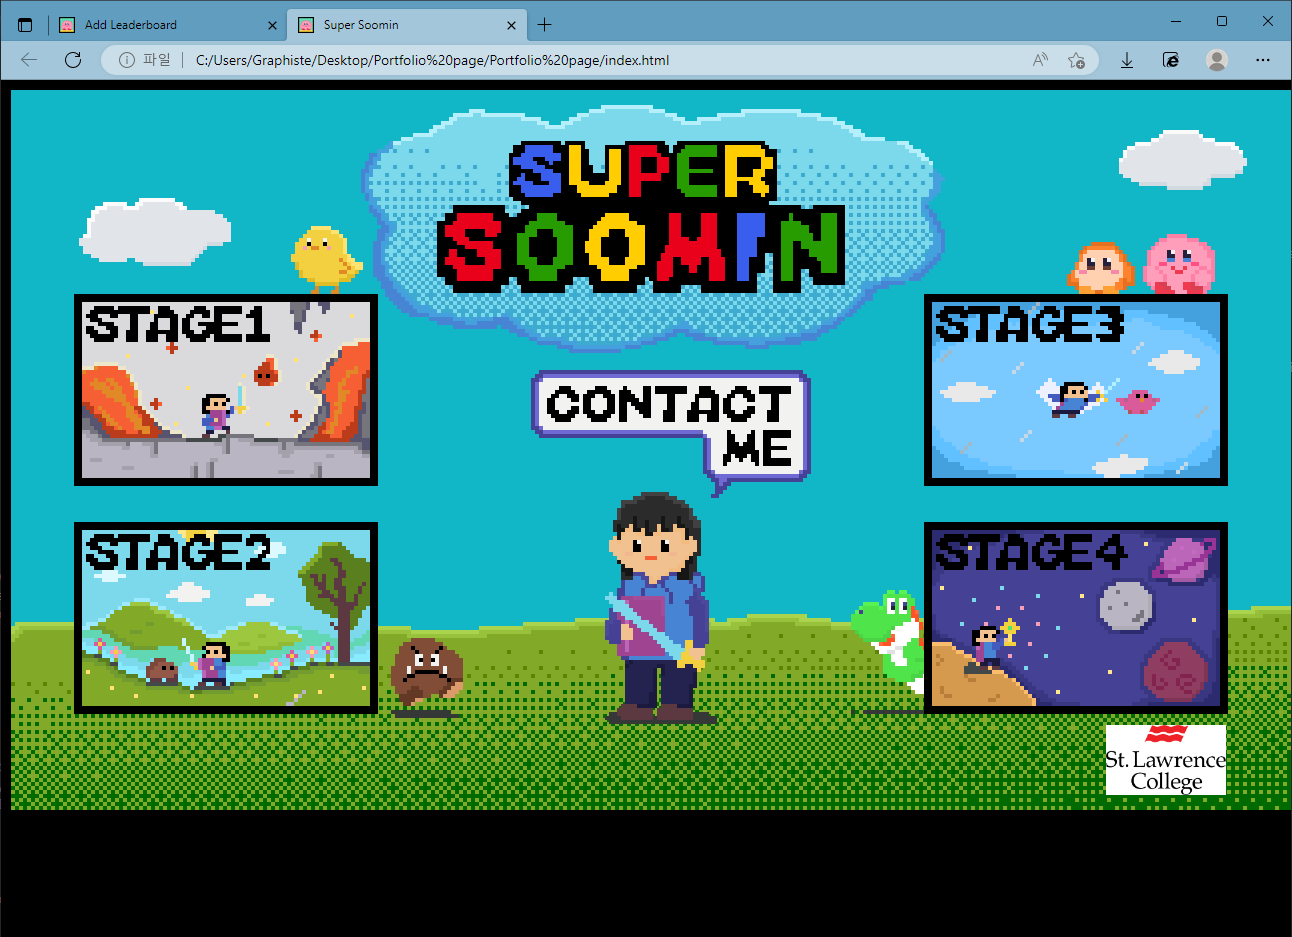 Add Leaderboard
Super Soomin
파일
C:/Users/Graphiste/Desktop/Portfolio%20page/Portfolio%20page/index.html
SUPER
SOOMIN
STAGE1
STAGE3
CONTACT
ME
STAGE2
STAGE4
St. Lawrence
College